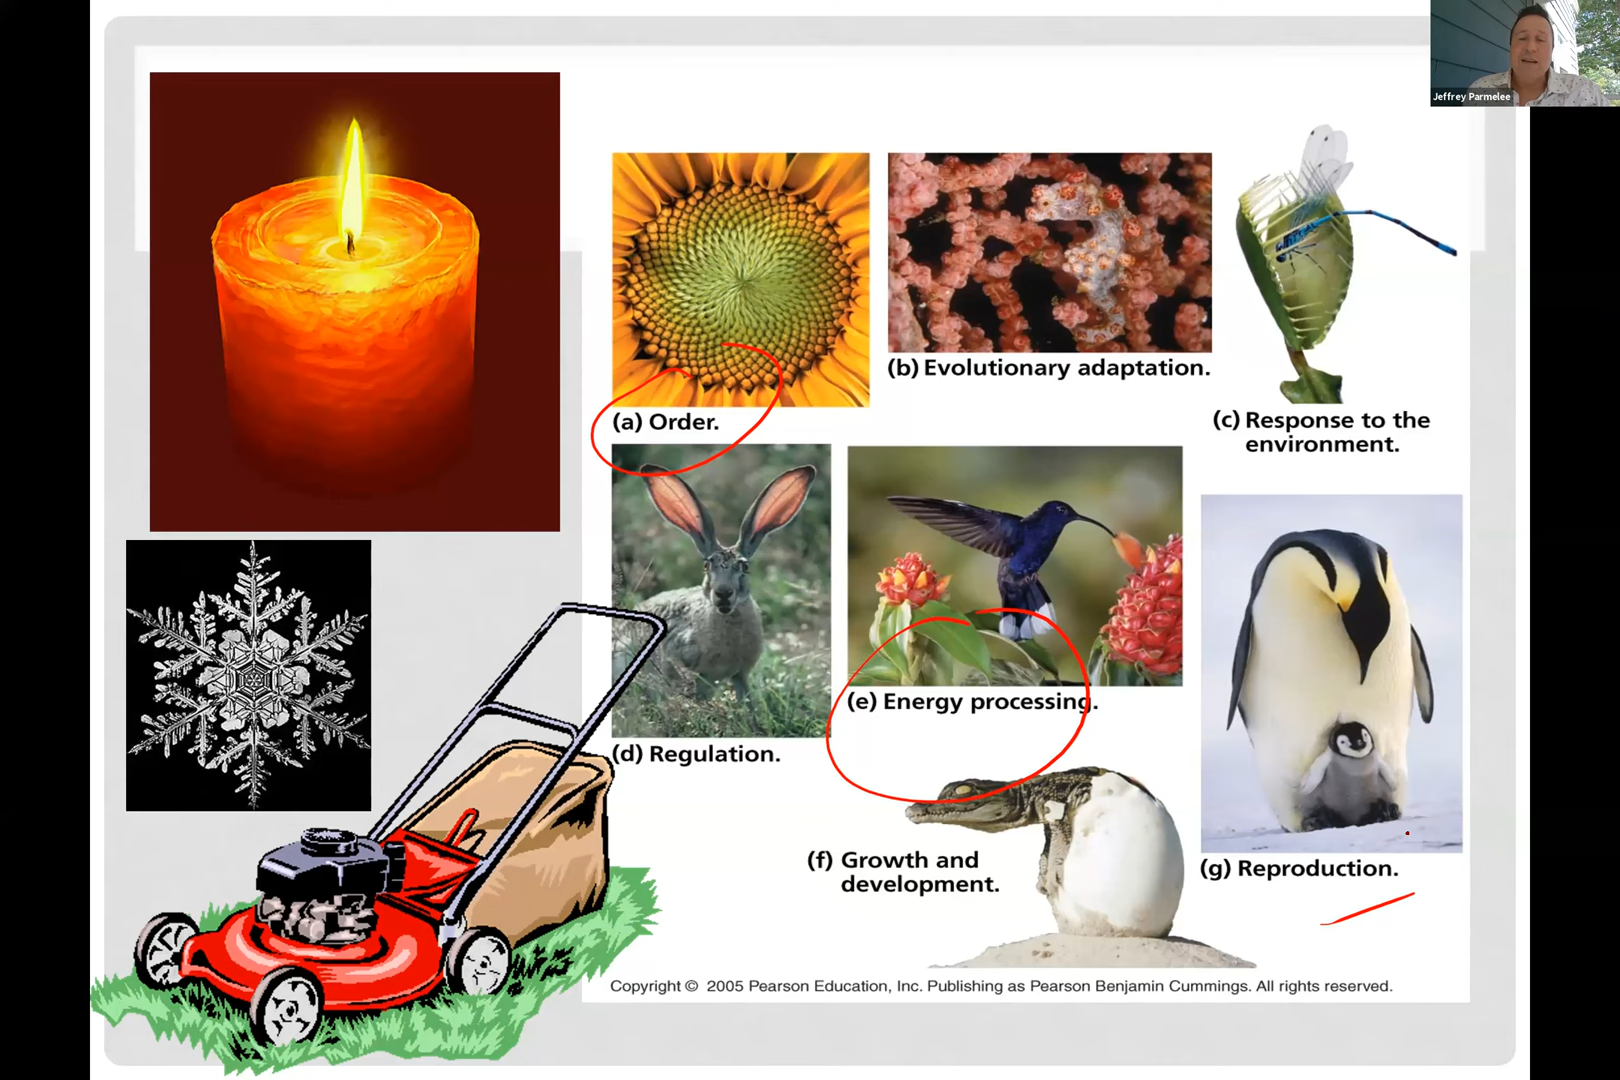 Jeffrey Parmelee
(a) Order.
(b) Evolutionary adaptation.
(c) Response to the
environment.
(d) Regulation.
(e) Energy processing.
(f) Growth and
development.
(g) Reproduction.
Copyright © 2005 Pearson Education, Inc. Publishing as Pearson Benjamin Cummings. All rights reserved.